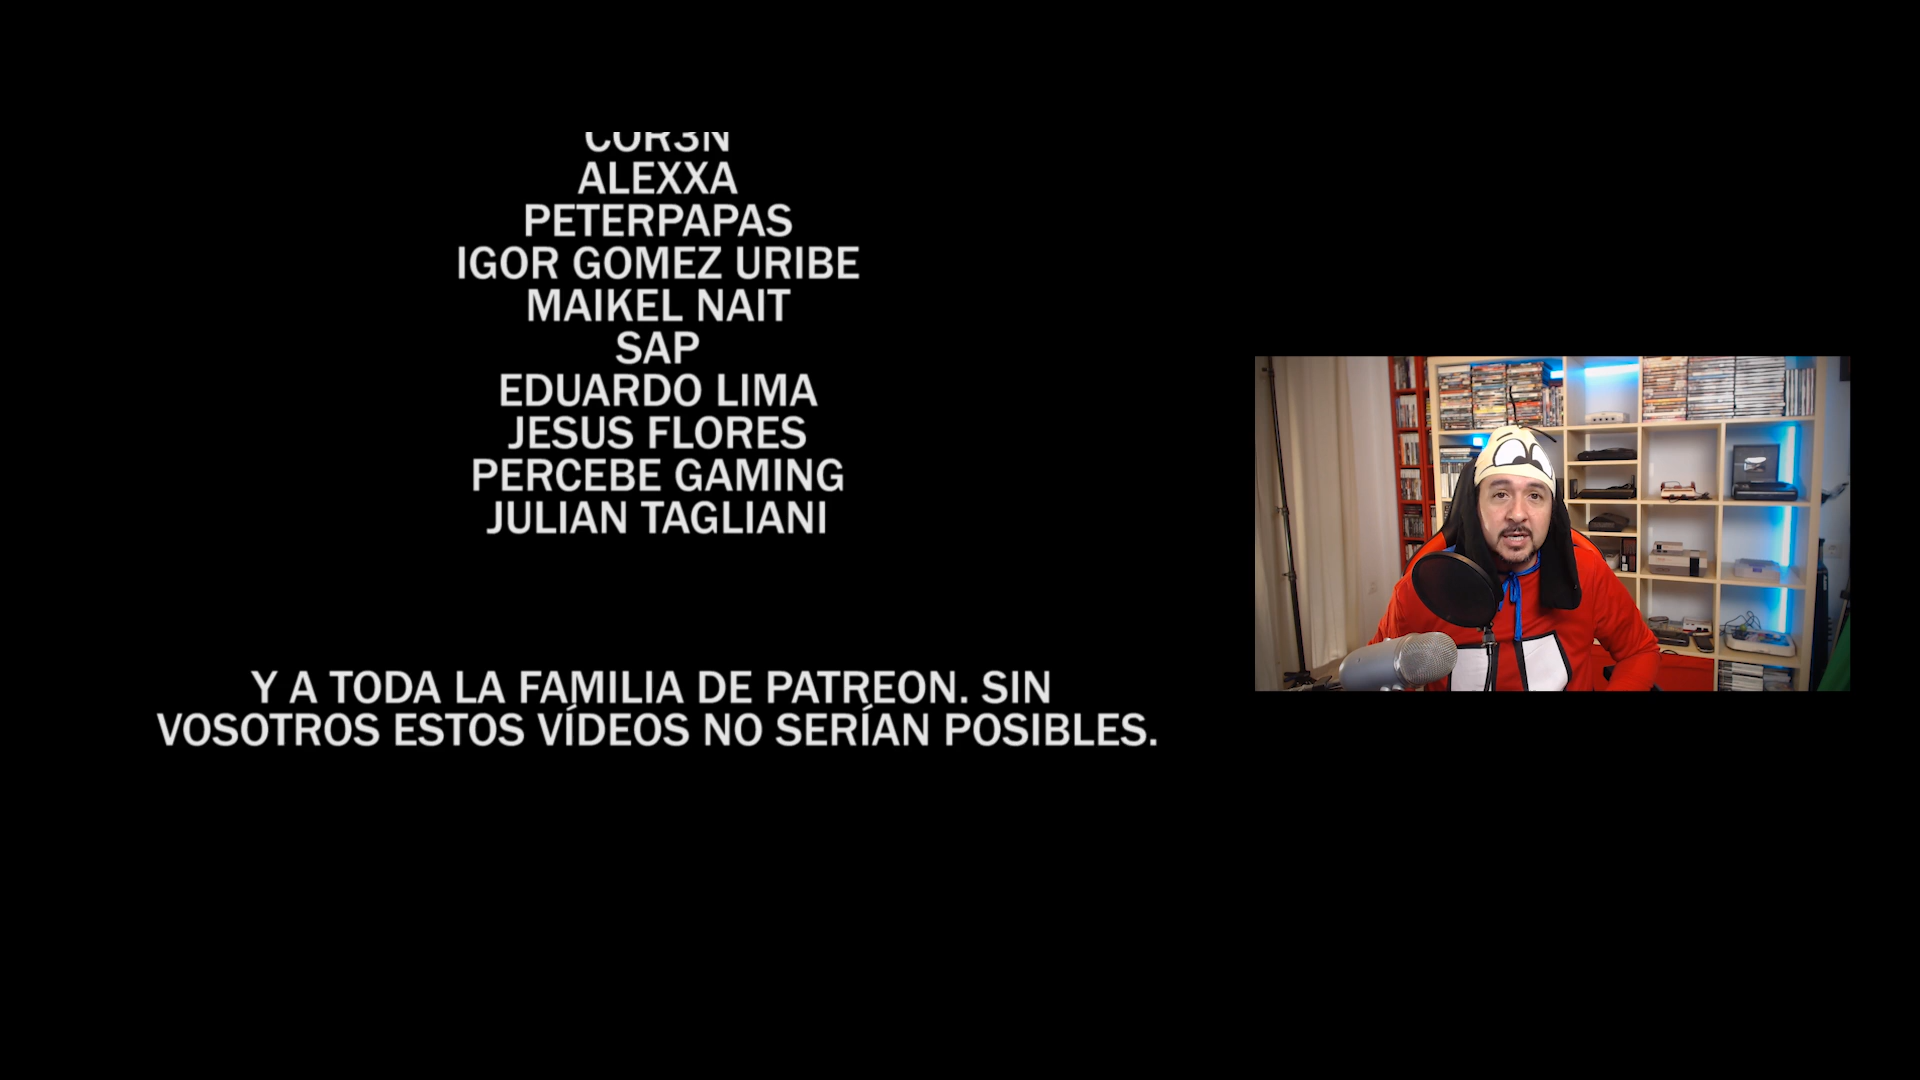 COR3N
ALEXXA
PETERPAPAS
IGOR GOMEZ URIBE
MAIKEL NAIT
SAP
EDUARDO LIMA
JESUS FLORES
PERCEBE GAMING
JULIAN TAGLIANI
Y A TODA LA FAMILIA DE PATREON. SIN
VOSOTROS ESTOS VÍDEOS NO SERÍAN POSIBLES.